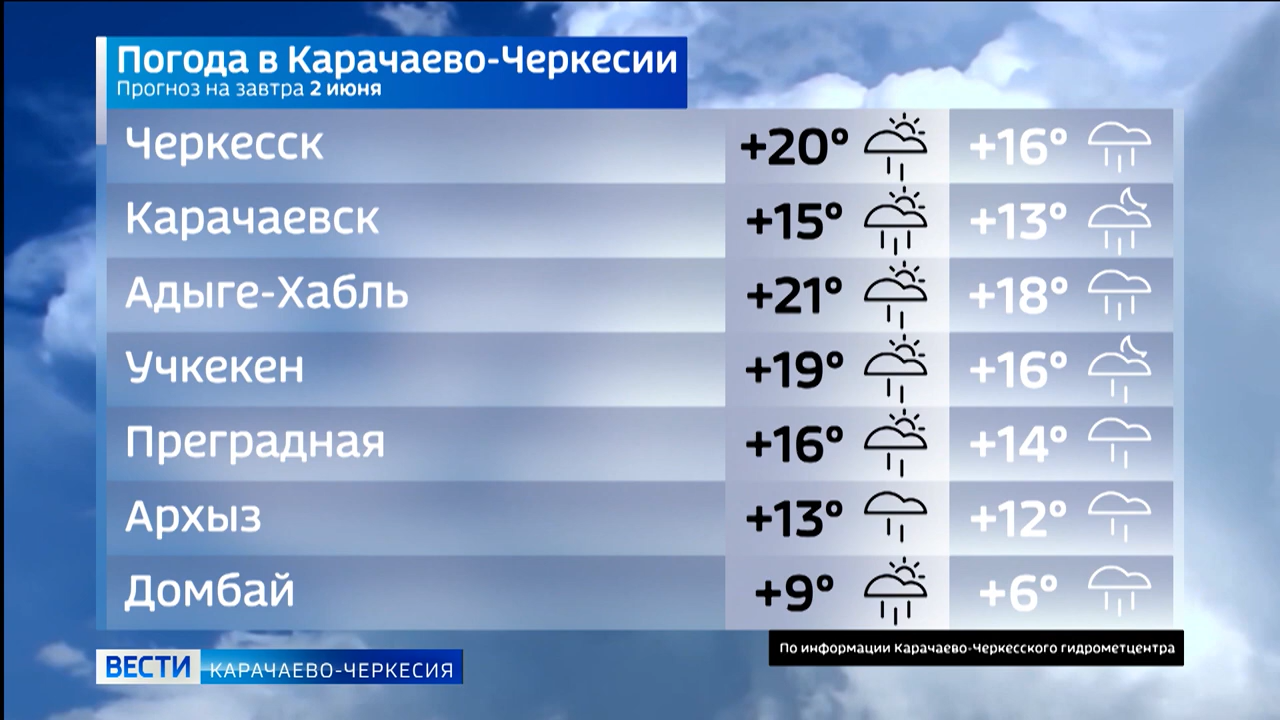 Погода в Карачаево-Черкесии
Прогноз на завтра 2 июня
Черкесск +20° +16°
Карачаевск +15° +13°
Адыге-Хабль +21° +18°
Учкекен +19° +16°
Преградная +16° +14°
Архыз +13° +12°
Домбай +9° +6°
По информации Карачаево-Черкесского гидрометцентра
ВЕСТИ КАРАЧАЕВО-ЧЕРКЕСИЯ